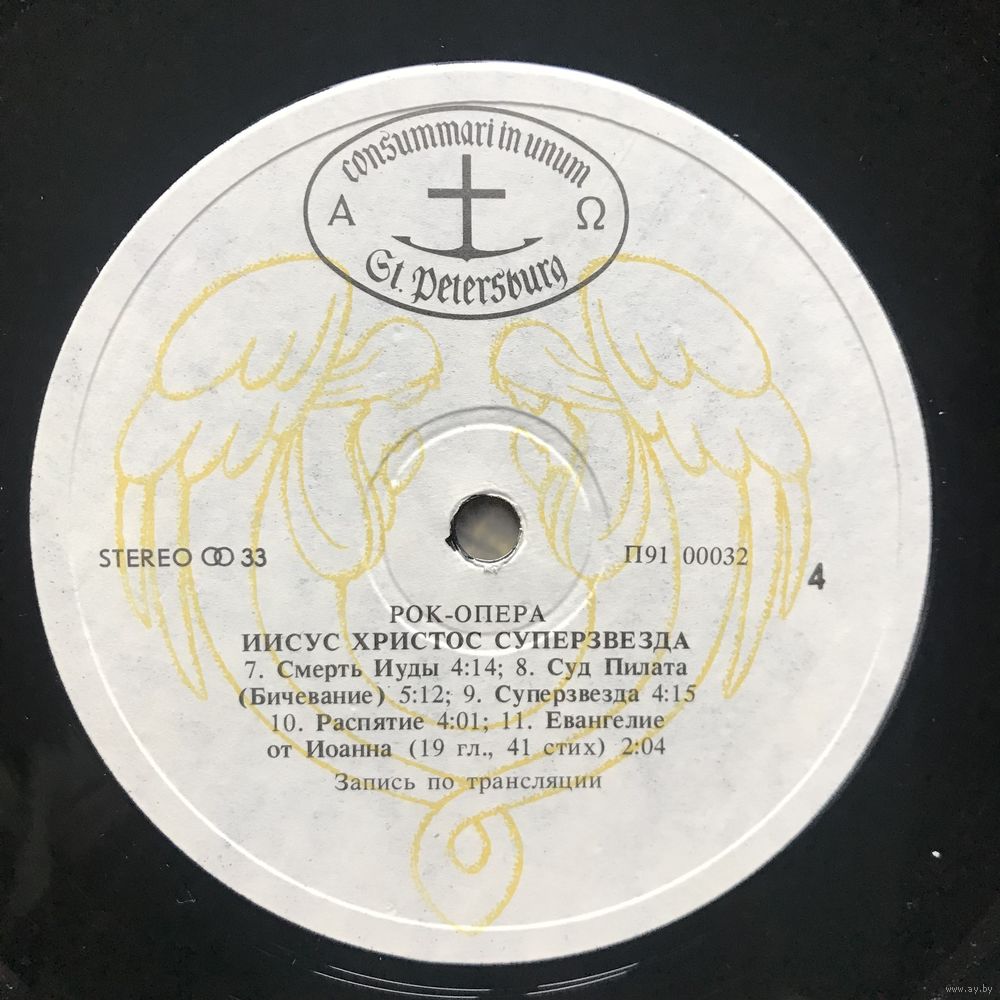 consummari in unum
Α Ω
St. Petersburg
STEREO 33 П91 00032
4
РОК-ОПЕРА
ИИСУС ХРИСТОС СУПЕРЗВЕЗДА
7. Смерть Иуды 4:14; 8. Суд Пилата
(Бичевание) 5:12; 9. Суперзвезда 4:15
10. Распятие 4:01; 11. Евангелие
от Иоанна (19 гл., 41 стих) 2:04
Запись по трансляции
www.ay.by